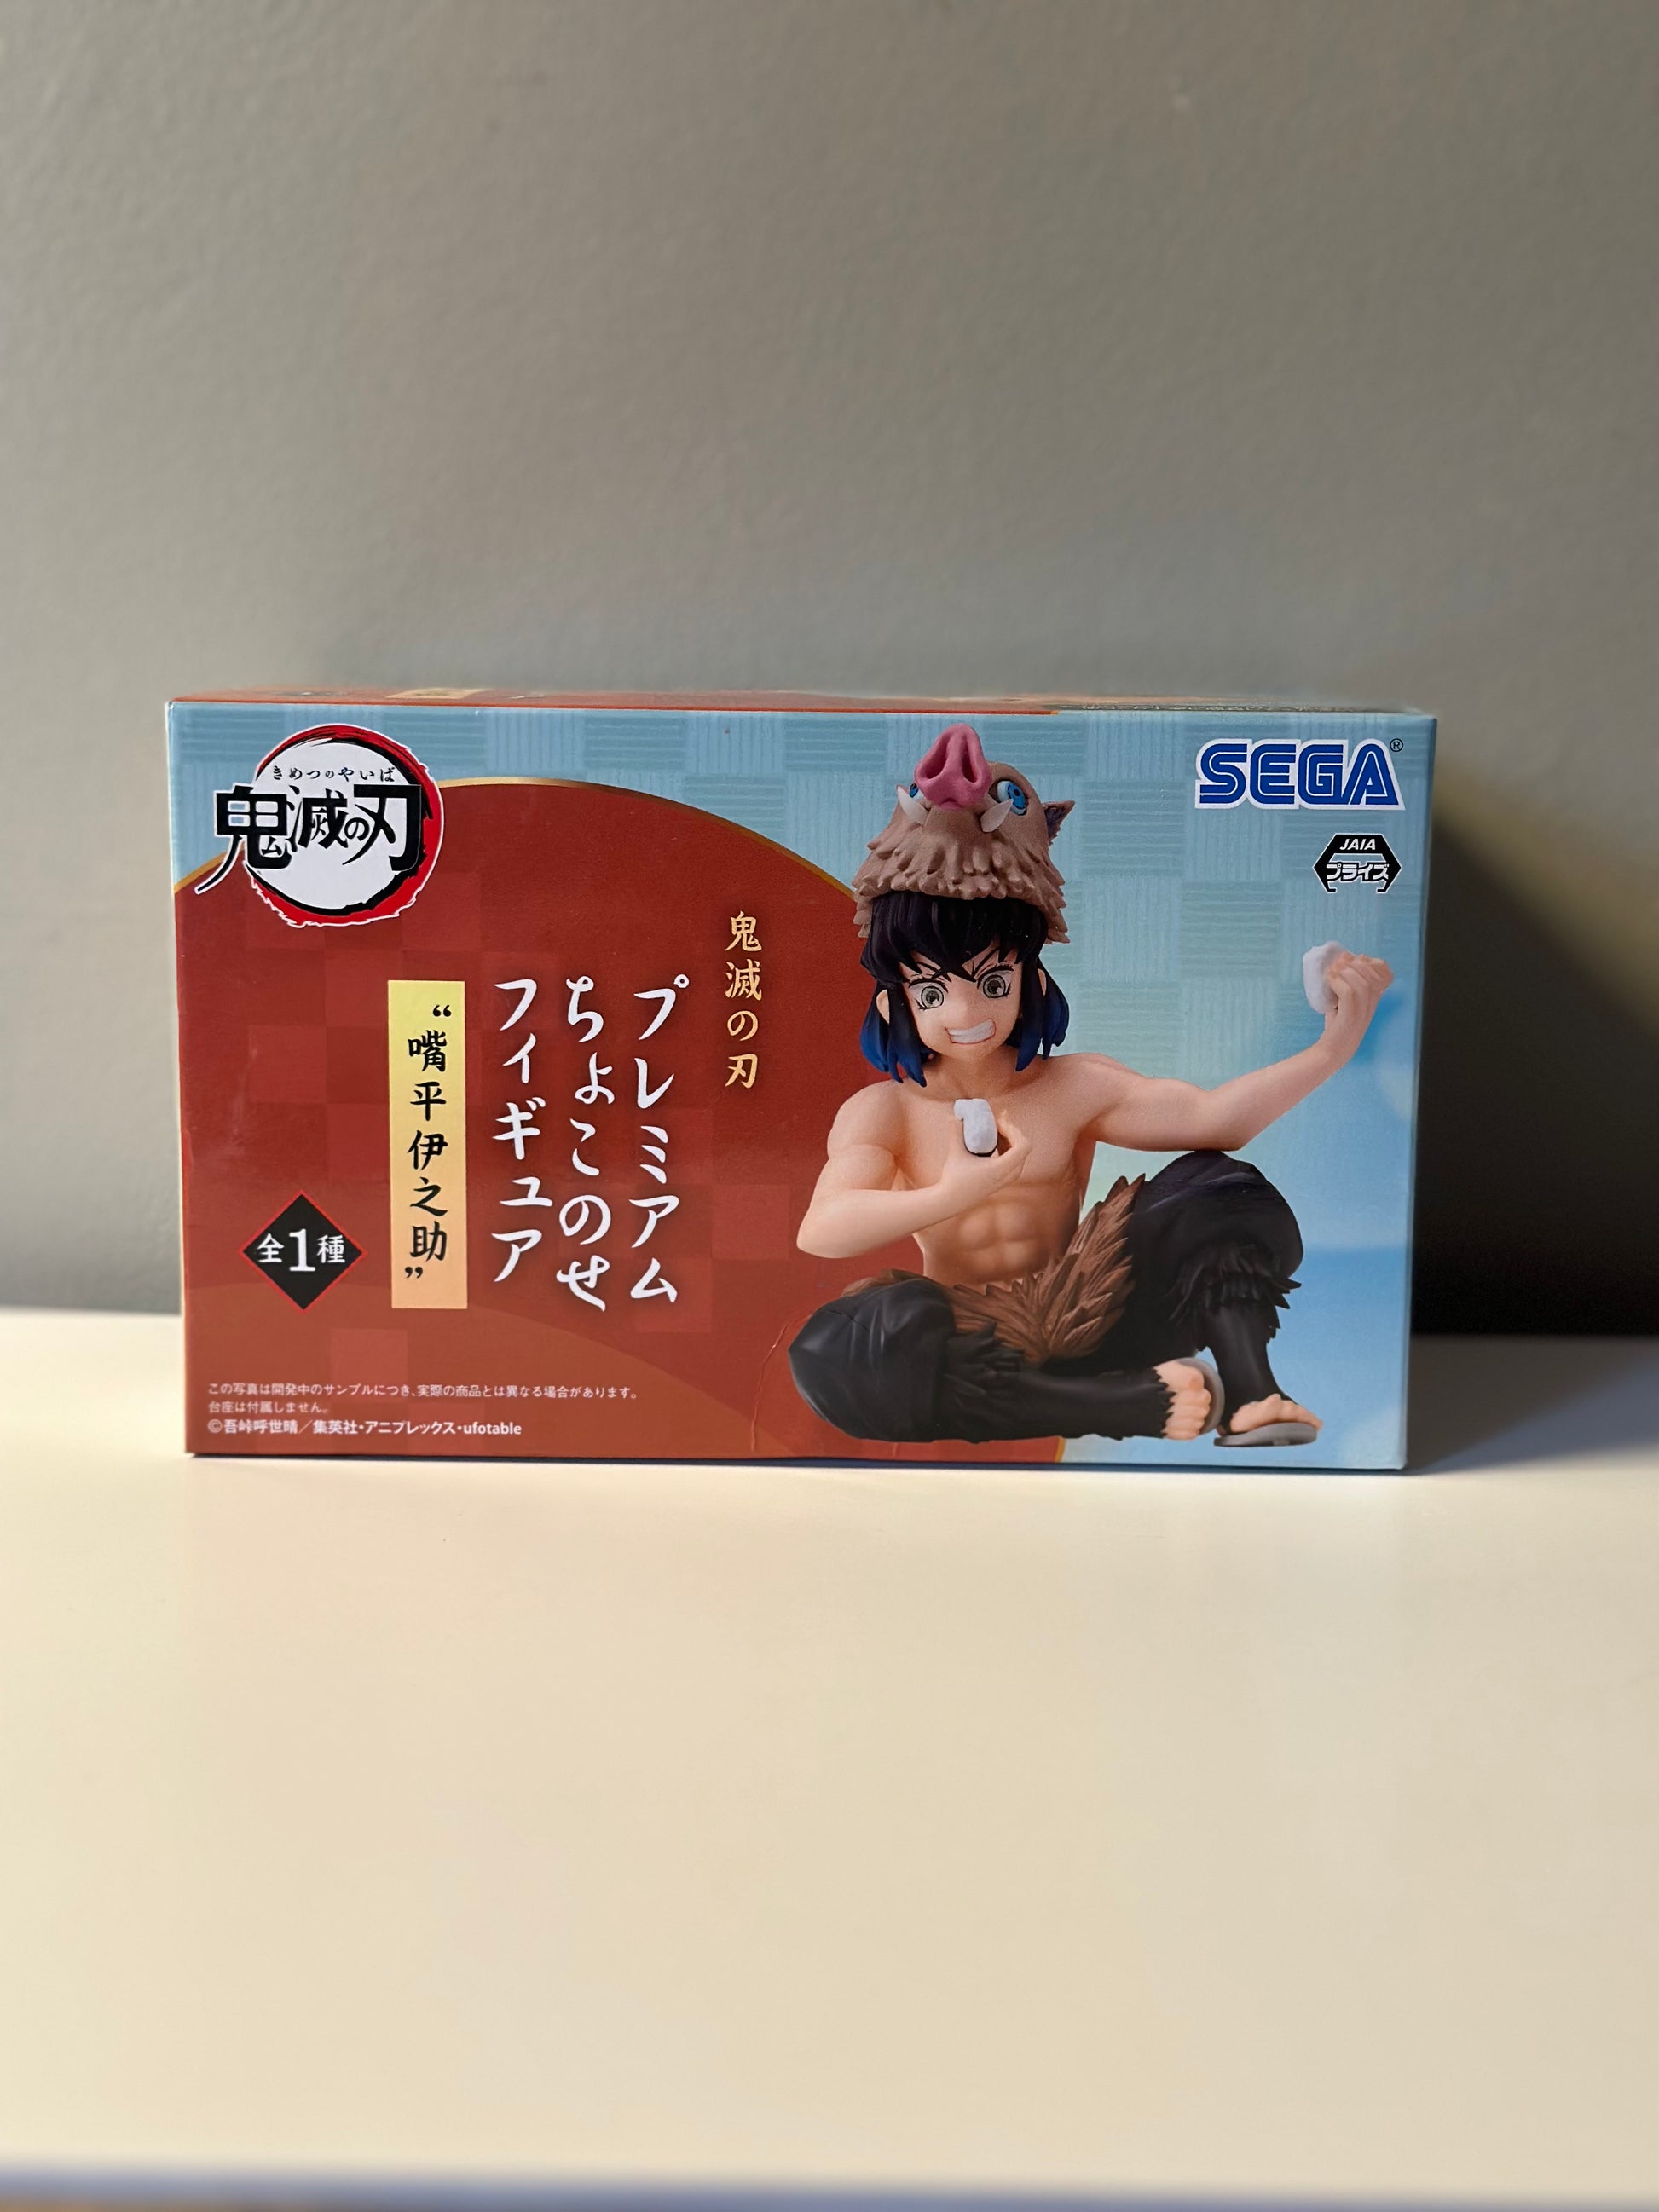 きめつのやいば
鬼滅の刃
SEGA®
JAIA
プライズ
鬼滅の刃
プレミアム
ちょこのせ
フィギュア
“嘴平伊之助”
全1種
この写真は開発中のサンプルにつき、実際の商品とは異なる場合があります。
台座は付属しません。
©吾峠呼世晴／集英社・アニプレックス・ufotable